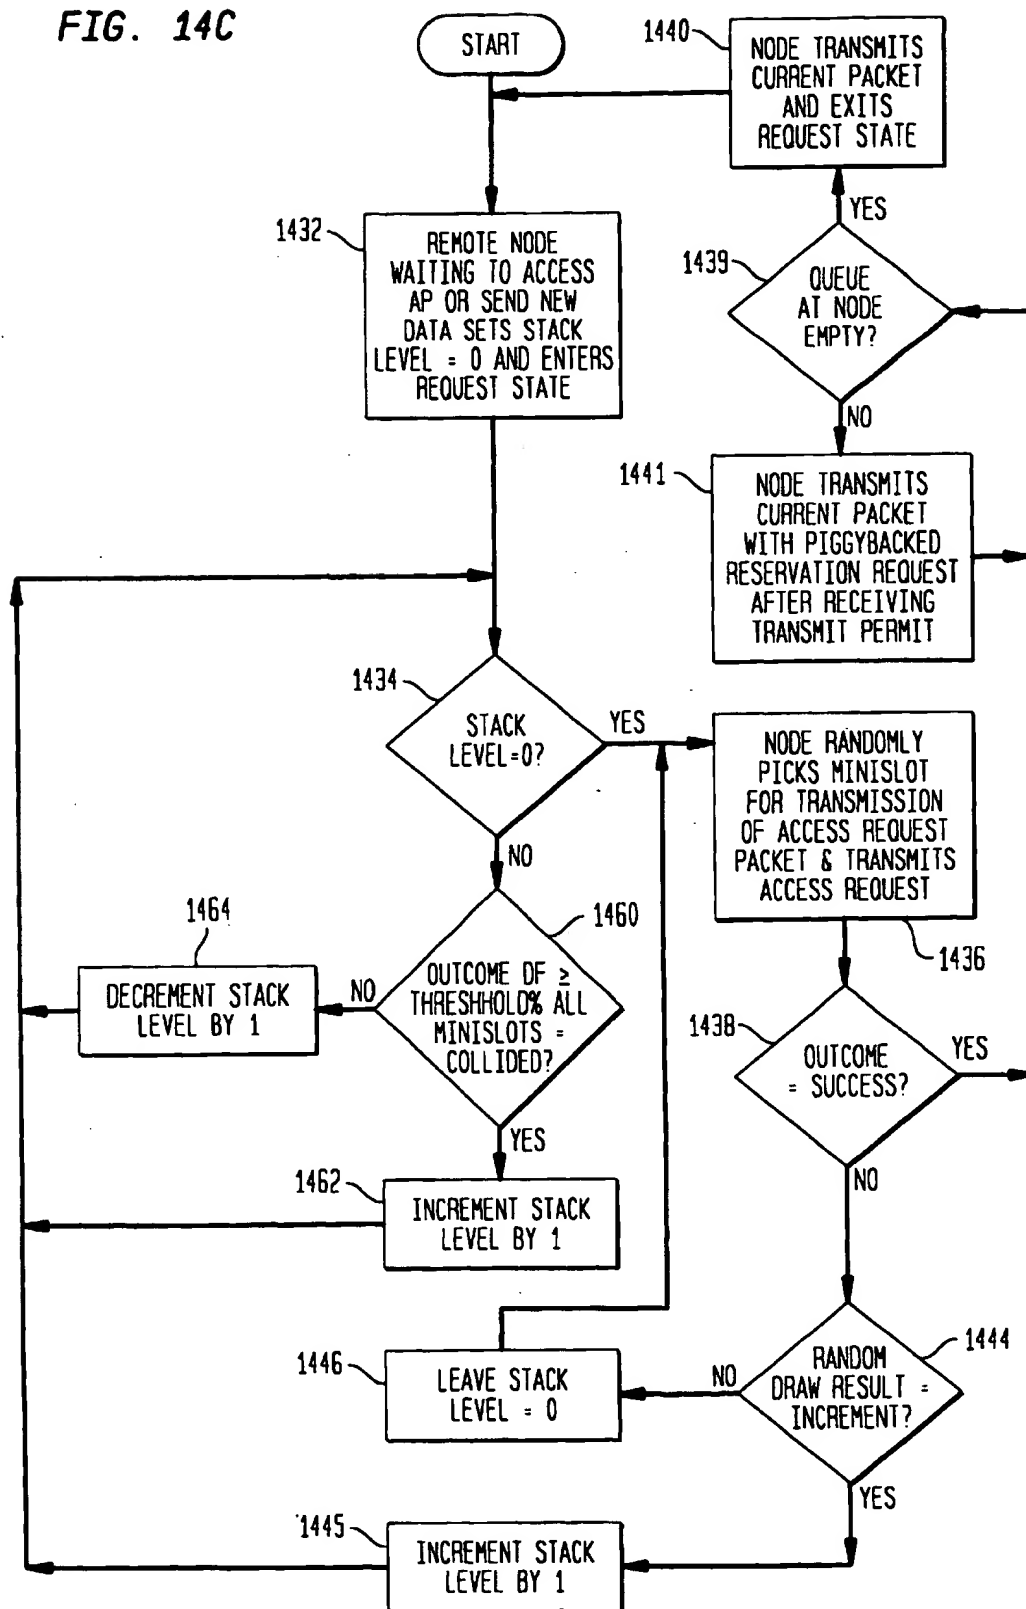 FIG. 14C
START
1440
NODE TRANSMITS
CURRENT PACKET
AND EXITS
REQUEST STATE
YES
1432
REMOTE NODE
WAITING TO ACCESS
AP OR SEND NEW
DATA SETS STACK
LEVEL = 0 AND ENTERS
REQUEST STATE
1439
QUEUE
AT NODE
EMPTY?
NO
1441
NODE TRANSMITS
CURRENT PACKET
WITH PIGGYBACKED
RESERVATION REQUEST
AFTER RECEIVING
TRANSMIT PERMIT
1434
STACK
LEVEL=0?
YES
NO
NODE RANDOMLY
PICKS MINISLOT
FOR TRANSMISSION
OF ACCESS REQUEST
PACKET & TRANSMITS
ACCESS REQUEST
1436
1464
DECREMENT STACK
LEVEL BY 1
NO
1460
OUTCOME OF ≥
THRESHHOLD% ALL
MINISLOTS =
COLLIDED?
YES
1438
OUTCOME
= SUCCESS?
YES
NO
1462
INCREMENT STACK
LEVEL BY 1
1446
LEAVE STACK
LEVEL = 0
NO
1444
RANDOM
DRAW RESULT =
INCREMENT?
YES
1445
INCREMENT STACK
LEVEL BY 1